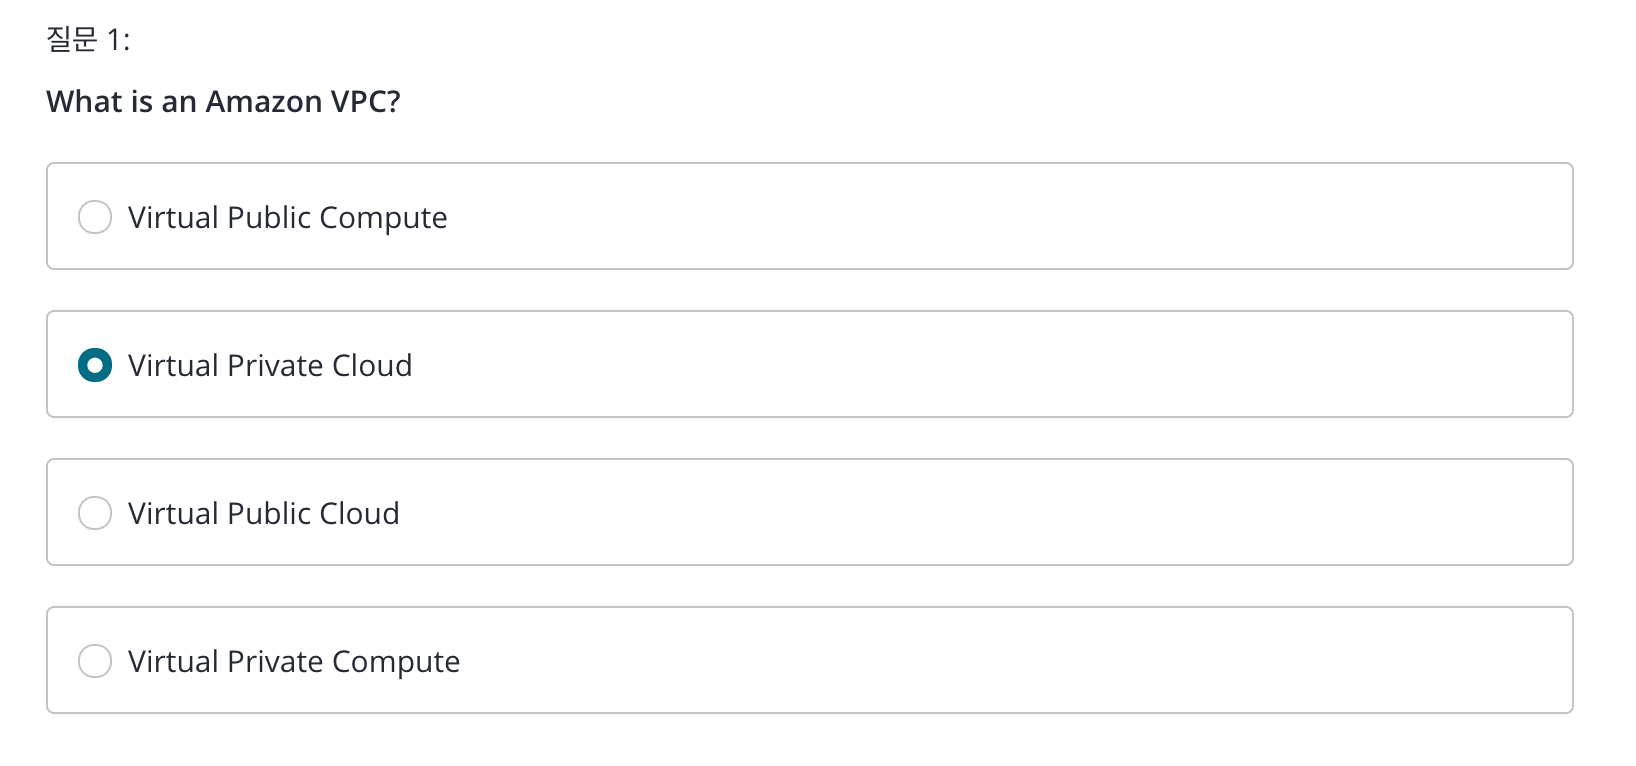 질문 1:
What is an Amazon VPC?
Virtual Public Compute
Virtual Private Cloud
Virtual Public Cloud
Virtual Private Compute